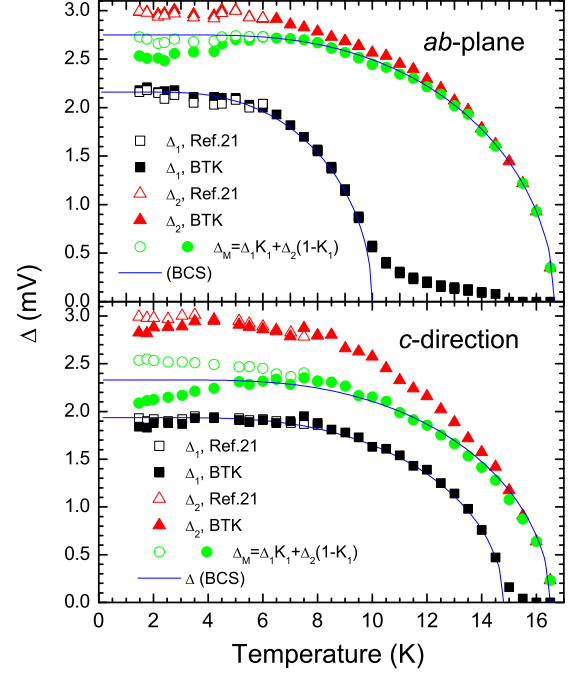 3.0
2.5
2.0
1.5
1.0
0.5
0.0
ab-plane
Δ₁, Ref.21
Δ₁, BTK
Δ₂, Ref.21
Δ₂, BTK
Δ_M=Δ₁K₁+Δ₂(1-K₁)
(BCS)
Δ (mV)
3.0
2.5
2.0
1.5
1.0
0.5
0.0
c-direction
Δ₁, Ref.21
Δ₁, BTK
Δ₂, Ref.21
Δ₂, BTK
Δ_M=Δ₁K₁+Δ₂(1-K₁)
Δ (BCS)
0 2 4 6 8 10 12 14 16
Temperature (K)